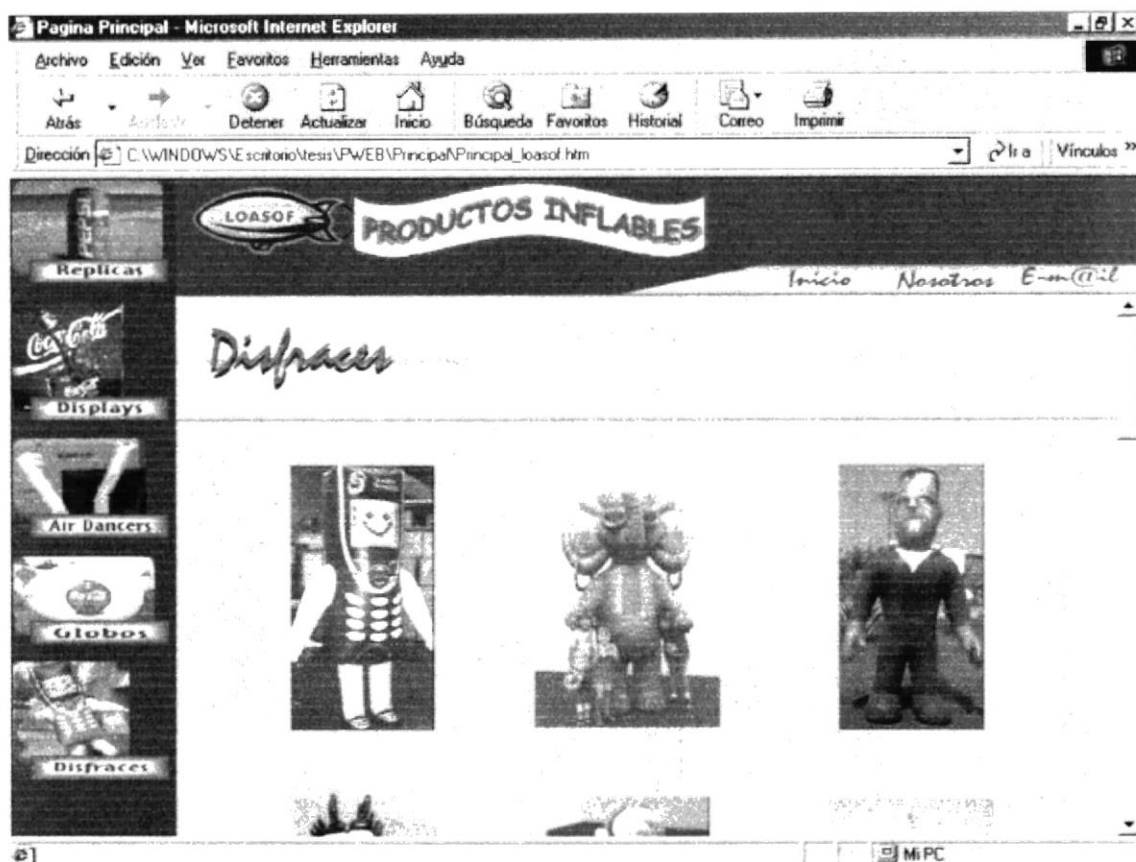 Pagina Principal - Microsoft Internet Explorer
Archivo Edición Ver Favoritos Herramientas Ayuda
Atrás Detener Actualizar Inicio Búsqueda Favoritos Historial Correo Imprimir
Dirección C:\WINDOWS\Escritorio\tesis\PWEB\Principal\Principal_loasof.htm Ir a Vínculos »
LOASOF PRODUCTOS INFLABLES
Inicio Nosotros E-m@il
Replicas
Disfraces
Coca-Cola
Displays
Air Dancers
Globos
Disfraces
Mi PC